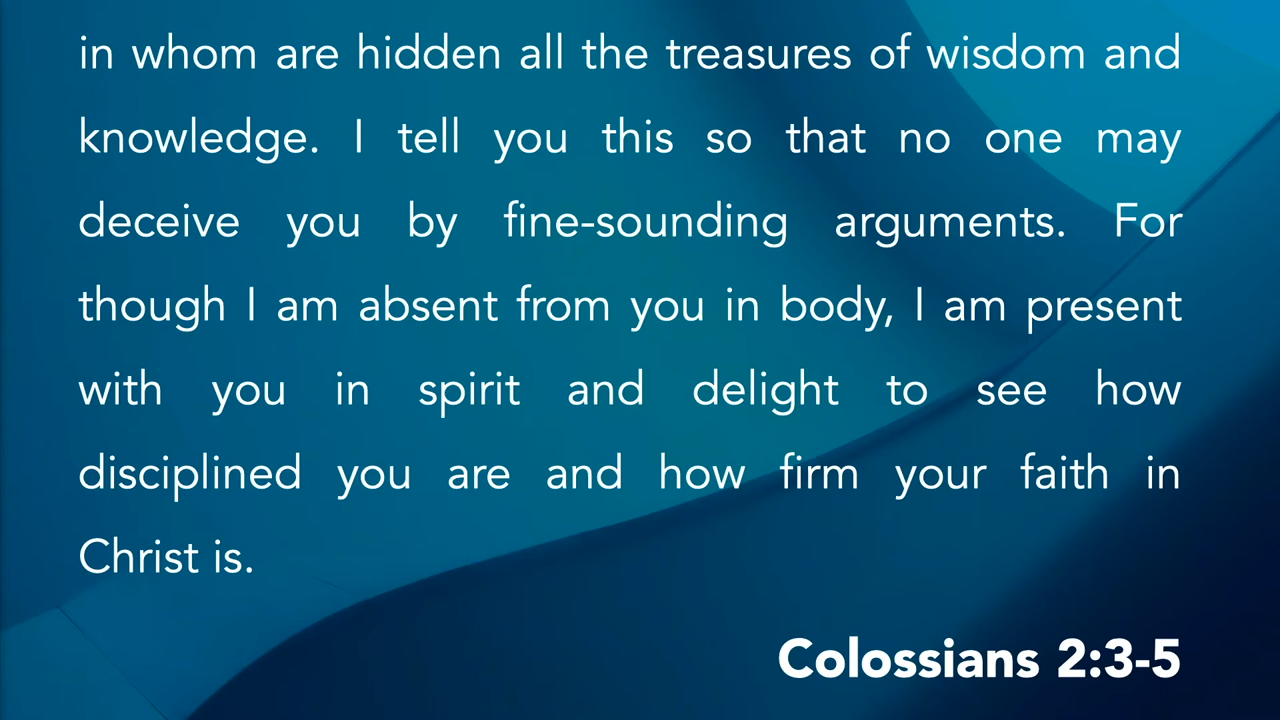 in whom are hidden all the treasures of wisdom and
knowledge. I tell you this so that no one may
deceive you by fine-sounding arguments. For
though I am absent from you in body, I am present
with you in spirit and delight to see how
disciplined you are and how firm your faith in
Christ is.
Colossians 2:3-5